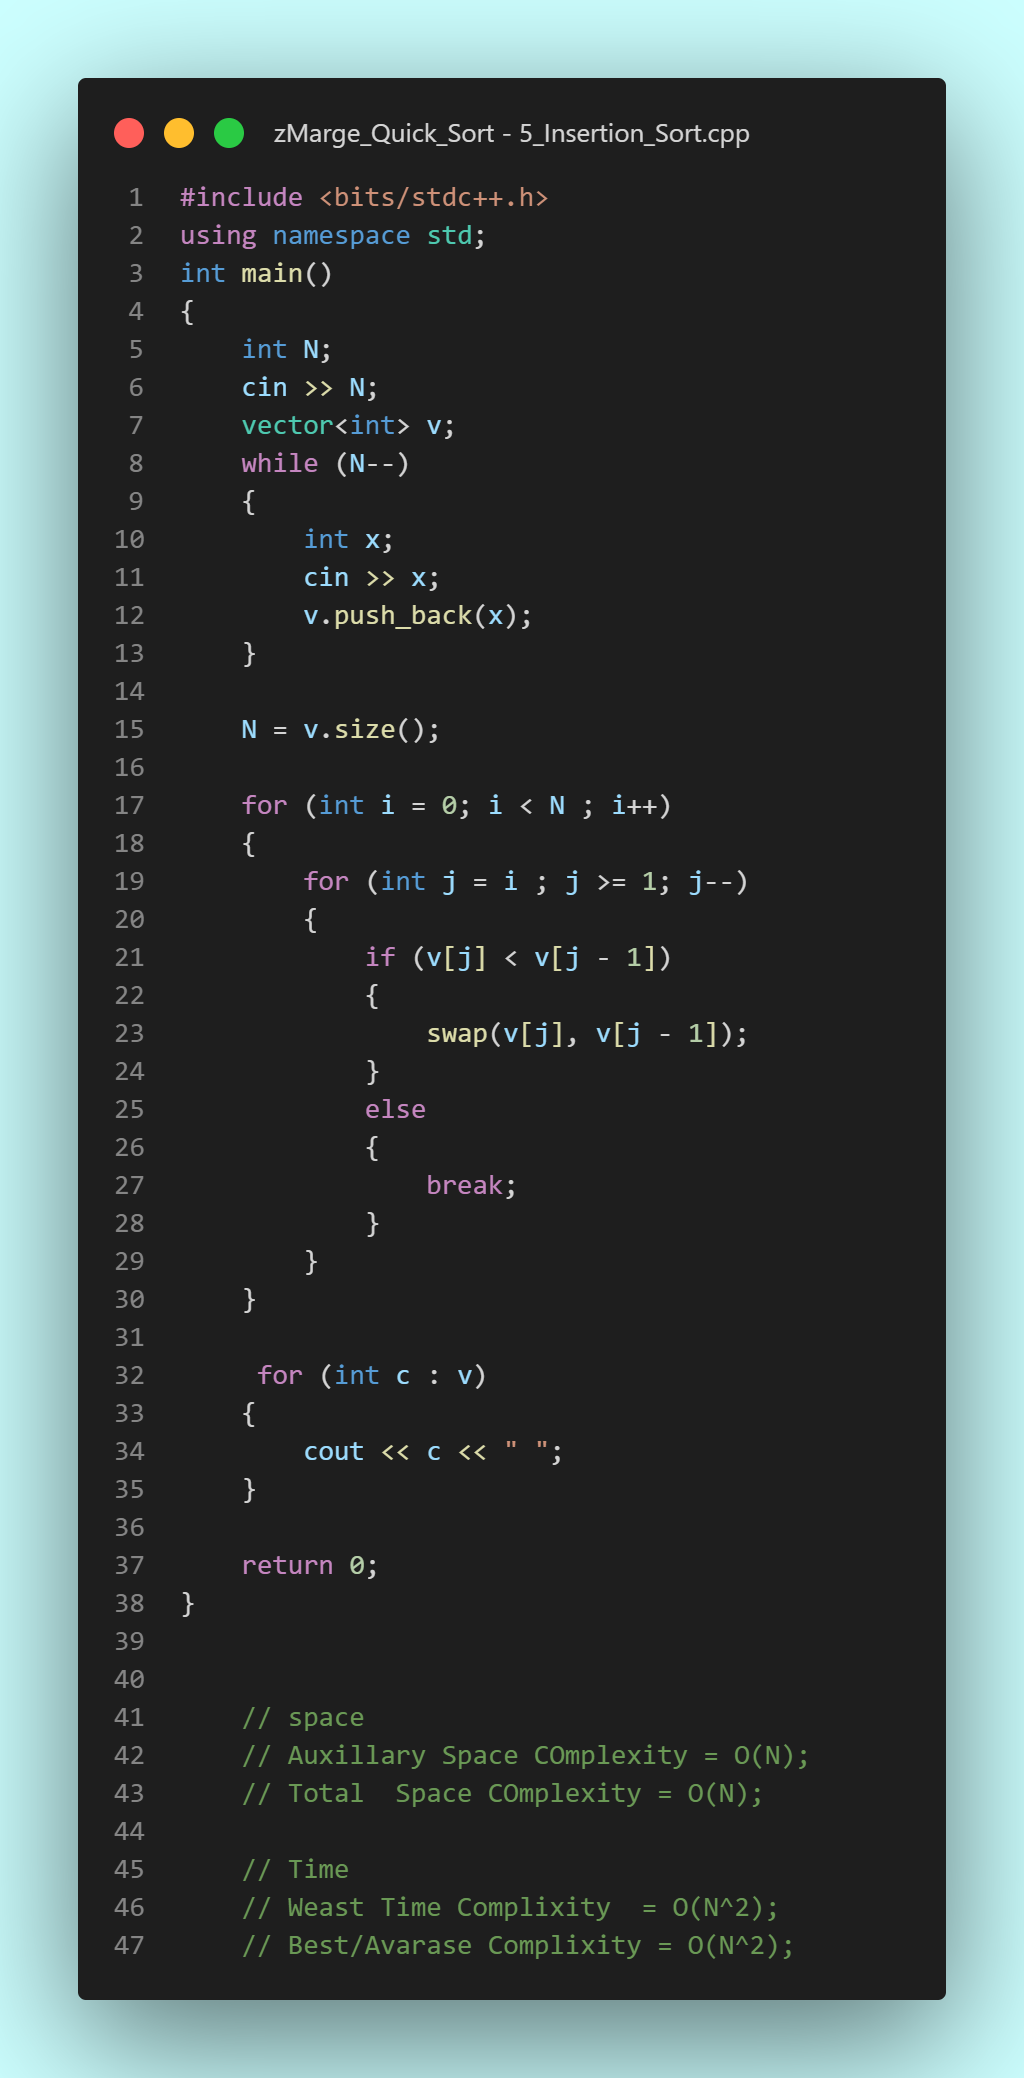 zMarge_Quick_Sort - 5_Insertion_Sort.cpp
1 #include <bits/stdc++.h>
2 using namespace std;
3 int main()
4 {
5     int N;
6     cin >> N;
7     vector<int> v;
8     while (N--)
9     {
10         int x;
11         cin >> x;
12         v.push_back(x);
13     }
14
15     N = v.size();
16
17     for (int i = 0; i < N ; i++)
18     {
19         for (int j = i ; j >= 1; j--)
20         {
21             if (v[j] < v[j - 1])
22             {
23                 swap(v[j], v[j - 1]);
24             }
25             else
26             {
27                 break;
28             }
29         }
30     }
31
32      for (int c : v)
33     {
34         cout << c << " ";
35     }
36
37     return 0;
38 }
39
40
41     // space
42     // Auxillary Space COmplexity = O(N);
43     // Total  Space COmplexity = O(N);
44
45     // Time
46     // Weast Time Complixity  = O(N^2);
47     // Best/Avarase Complixity = O(N^2);